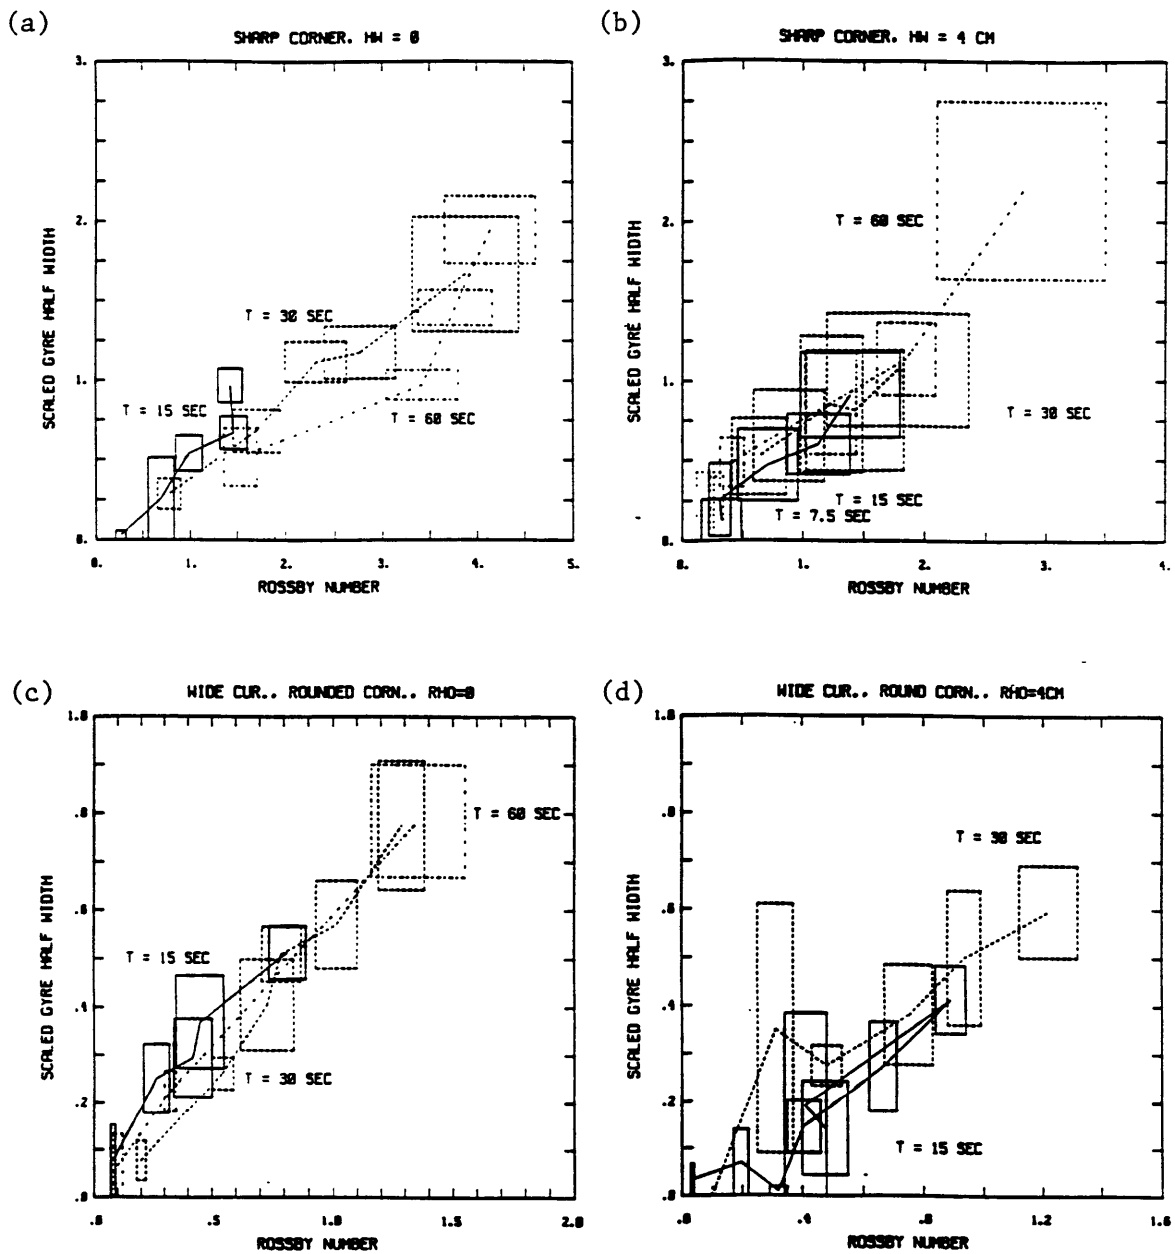 (a)
SHARP CORNER. HW = 0
3.
2.
1.
0.
SCALED GYRE HALF WIDTH
T = 30 SEC
T = 15 SEC
T = 60 SEC
0.
1.
2.
3.
4.
5.
ROSSBY NUMBER
(b)
SHARP CORNER. HW = 4 CM
3.
2.
1.
0.
SCALED GYRE HALF WIDTH
T = 60 SEC
T = 30 SEC
T = 15 SEC
T = 7.5 SEC
0.
1.
2.
3.
4.
ROSSBY NUMBER
(c)
WIDE CUR.. ROUNDED CORN.. RHO=0
1.0
.8
.6
.4
.2
.0
SCALED GYRE HALF WIDTH
T = 60 SEC
T = 15 SEC
T = 30 SEC
.0
.5
1.0
1.5
2.0
ROSSBY NUMBER
(d)
WIDE CUR.. ROUND CORN.. RHO=4CM
1.0
.8
.6
.4
.2
.0
SCALED GYRE HALF WIDTH
T = 30 SEC
T = 15 SEC
.0
.4
.8
1.2
1.6
ROSSBY NUMBER